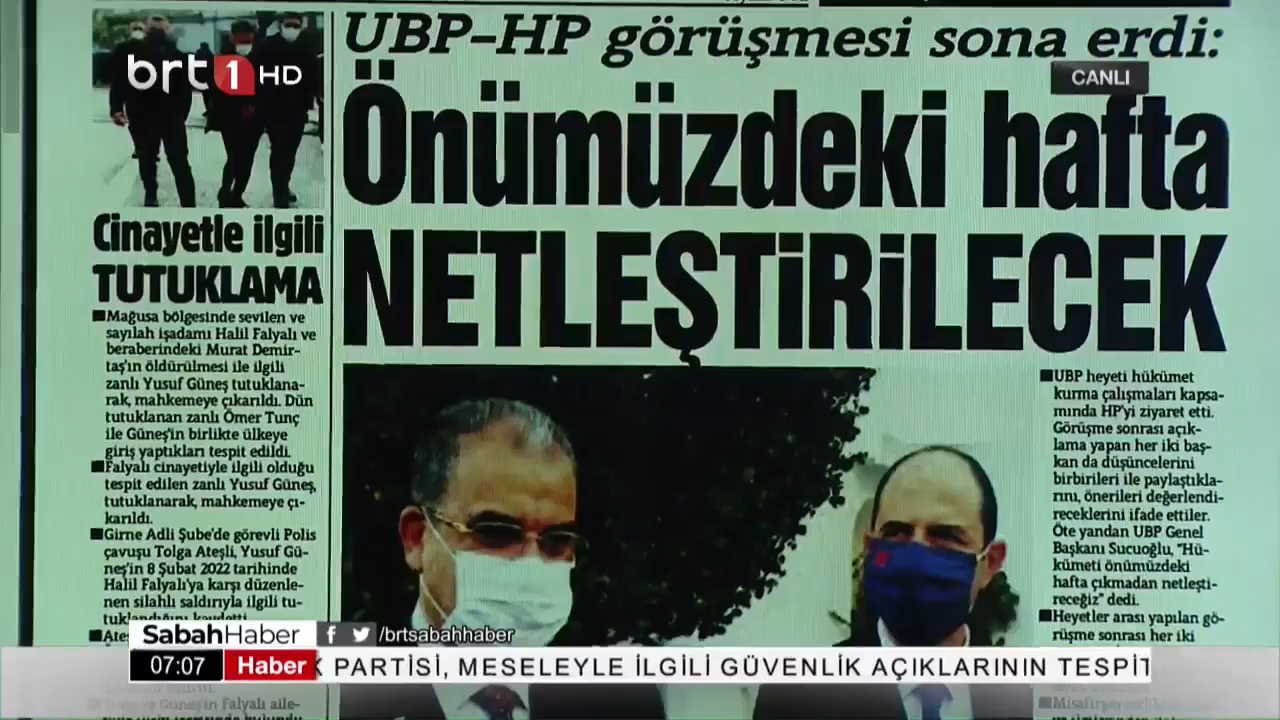 brt 1 HD
CANLI
UBP-HP görüşmesi sona erdi:
Önümüzdeki hafta
NETLEŞTİRİLECEK
Cinayetle ilgili
TUTUKLAMA
■Mağusa bölgesinde sevilen ve
sayılah işadamı Halil Falyalı ve
beraberindeki Murat Demir-
taş'ın öldürülmesi ile ilgili
zanlı Yusuf Güneş tutuklana-
rak, mahkemeye çıkarıldı. Dün
tutuklanan zanlı Ömer Tunç
ile Güneş'in birlikte ülkeye
giriş yaptıkları tespit edildi.
■Falyalı cinayetiyle ilgili olduğu
tespit edilen zanlı Yusuf Güneş,
tutuklanarak, mahkemeye çı-
karıldı.
■Girne Adli Şube'de görevli Polis
çavuşu Tolga Ateşli, Yusuf Gü-
neş'in 8 Şubat 2022 tarihinde
Halil Falyalı'ya karşı düzenle-
nen silahlı saldırıyla ilgili tu-
tuklandığını kaydetti.
■Ateş
■UBP heyeti hükümet
kurma çalışmaları kapsa-
mında HP'yi ziyaret etti.
Görüşme sonrası açık-
lama yapan her iki baş-
kan da düşüncelerini
birbirileri ile paylaştıkla-
rını, önerileri değerlendi-
receklerini ifade ettiler.
Öte yandan UBP Genel
Başkanı Sucuoğlu, "Hü-
kümeti önümüzdeki
hafta çıkmadan netleşti-
receğiz" dedi.
■Heyetler arası yapılan gö-
rüşme sonrası her iki
SabahHaber
/brtsabahhaber
07:07 Haber
K PARTİSİ, MESELEYLE İLGİLİ GÜVENLİK AÇIKLARININ TESPİT